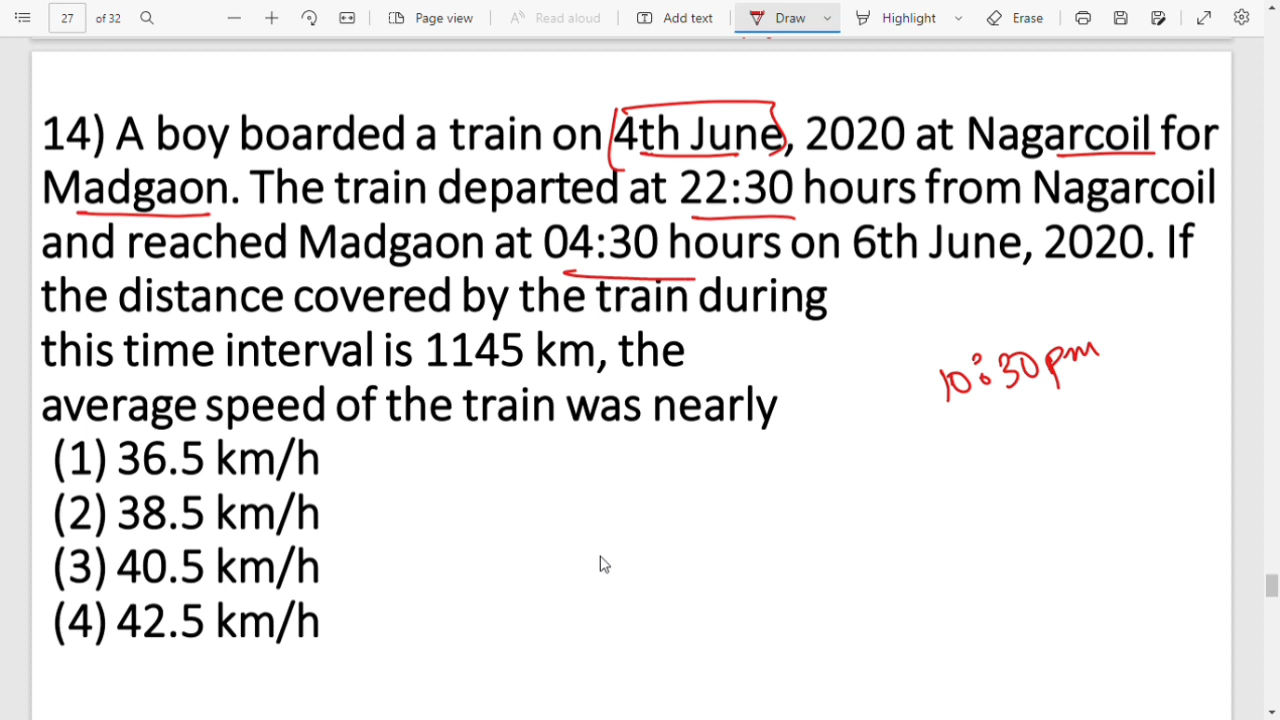 27 of 32 Page view Read aloud Add text Draw Highlight Erase
14) A boy boarded a train on 4th June, 2020 at Nagarcoil for
Madgaon. The train departed at 22:30 hours from Nagarcoil
and reached Madgaon at 04:30 hours on 6th June, 2020. If
the distance covered by the train during
this time interval is 1145 km, the
10:30pm
average speed of the train was nearly
(1) 36.5 km/h
(2) 38.5 km/h
(3) 40.5 km/h
(4) 42.5 km/h